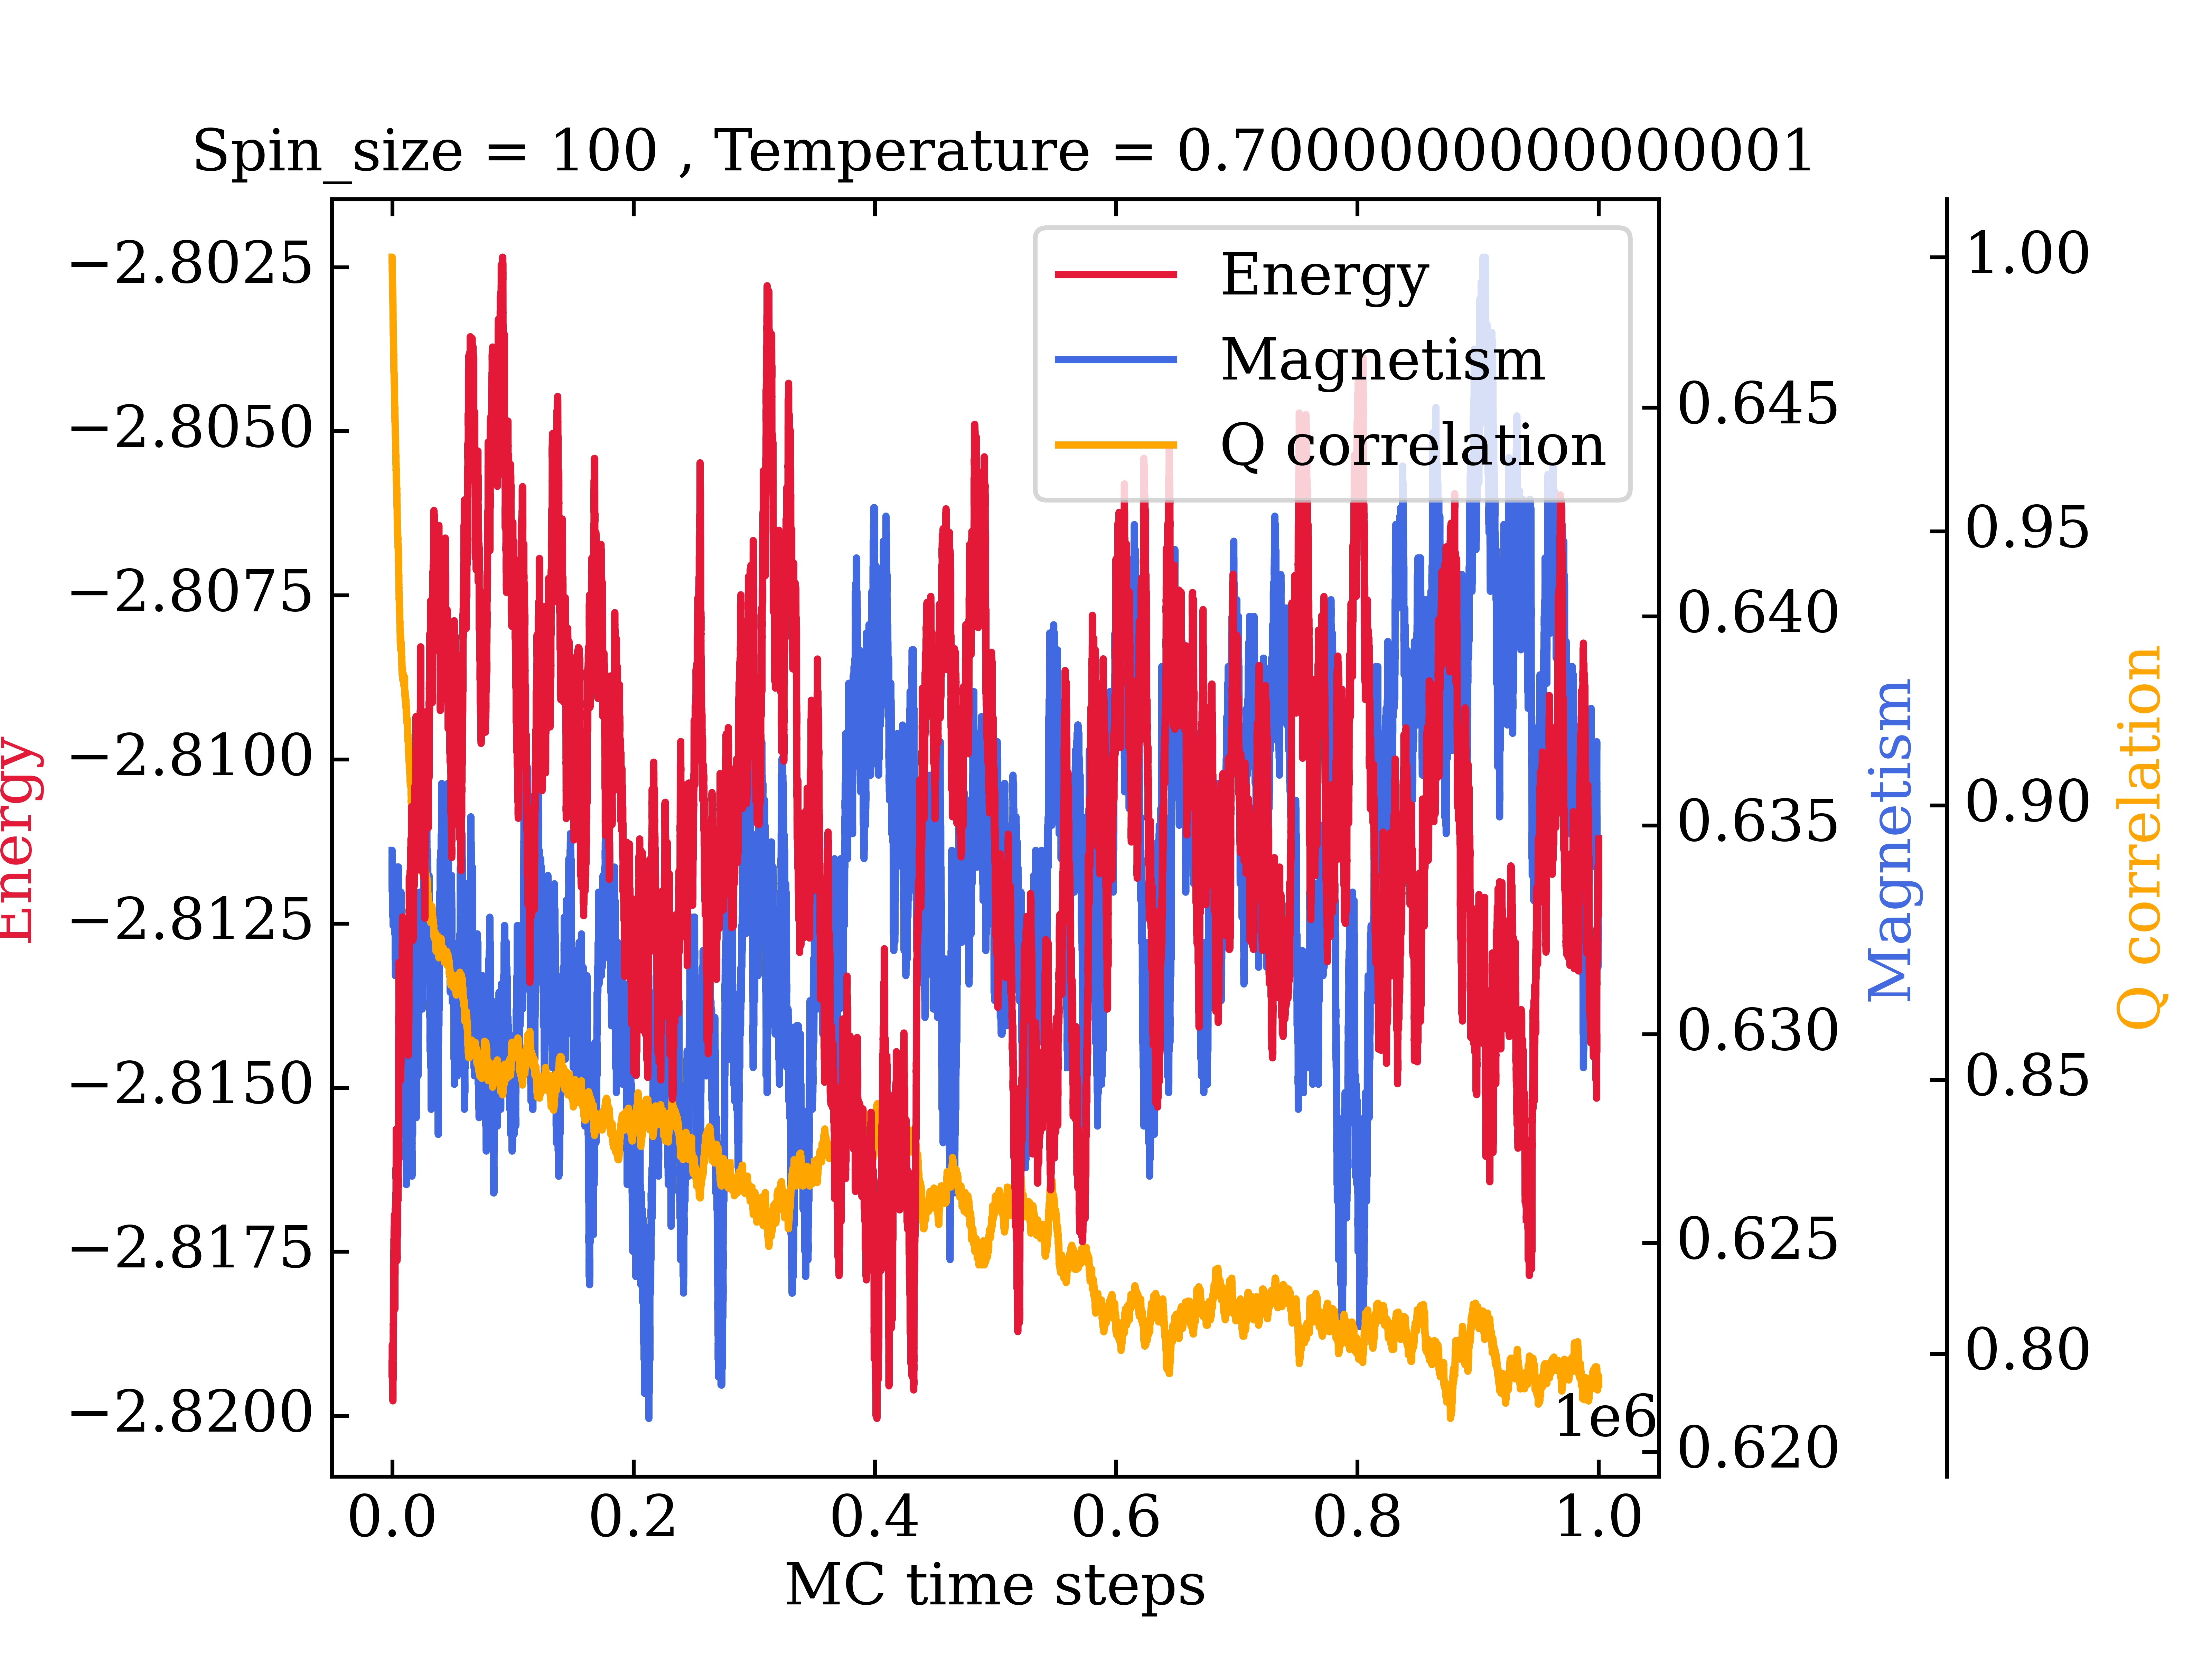 Spin_size = 100 , Temperature = 0.7000000000000001
Energy
−2.8025
−2.8050
−2.8075
−2.8100
−2.8125
−2.8150
−2.8175
−2.8200
Energy
Magnetism
Q correlation
0.645
0.640
0.635
0.630
0.625
0.620
Magnetism
1.00
0.95
0.90
0.85
0.80
Q correlation
1e6
0.0 0.2 0.4 0.6 0.8 1.0
MC time steps